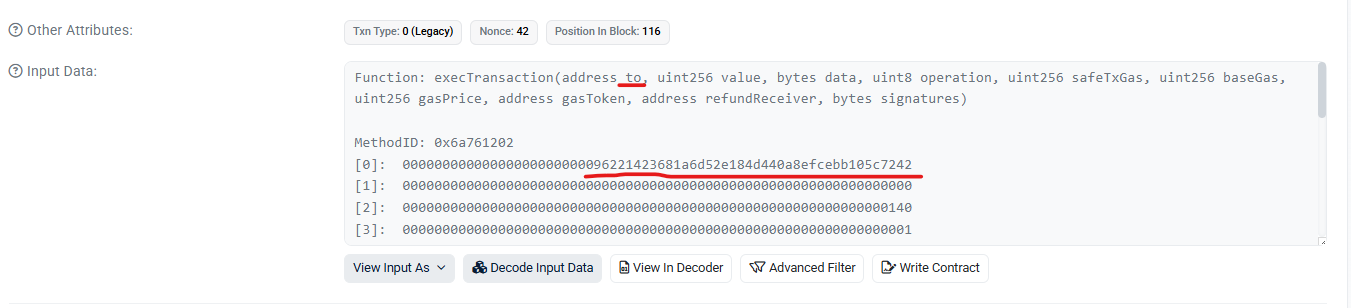 Other Attributes:
Txn Type: 0 (Legacy) Nonce: 42 Position In Block: 116
Input Data:
Function: execTransaction(address to, uint256 value, bytes data, uint8 operation, uint256 safeTxGas, uint256 baseGas,
uint256 gasPrice, address gasToken, address refundReceiver, bytes signatures)
MethodID: 0x6a761202
[0]: 00000000000000000000000096221423681a6d52e184d440a8efcebb105c7242
[1]: 0000000000000000000000000000000000000000000000000000000000000000
[2]: 0000000000000000000000000000000000000000000000000000000000000140
[3]: 0000000000000000000000000000000000000000000000000000000000000001
View Input As Decode Input Data View In Decoder Advanced Filter Write Contract